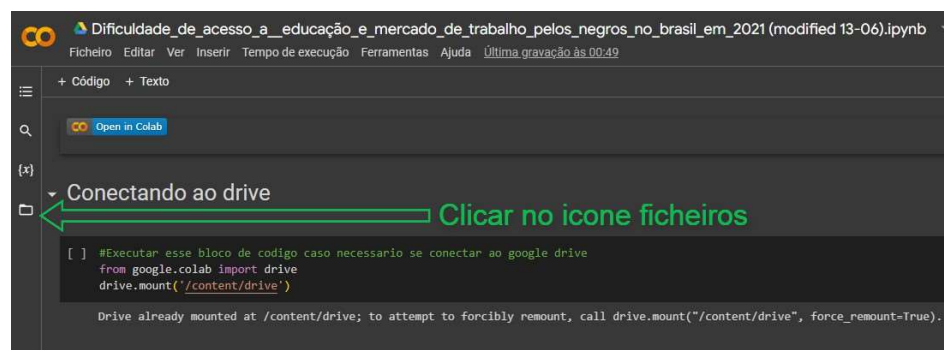 Dificuldade_de_acesso_a__educação_e_mercado_de_trabalho_pelos_negros_no_brasil_em_2021 (modified 13-06).ipynb
Ficheiro Editar Ver Inserir Tempo de execução Ferramentas Ajuda Última gravação às 00:49
+ Código + Texto
Open in Colab
{x}
Conectando ao drive
Clicar no icone ficheiros
[ ] #Executar esse bloco de codigo caso necessario se conectar ao google drive
from google.colab import drive
drive.mount('/content/drive')
Drive already mounted at /content/drive; to attempt to forcibly remount, call drive.mount("/content/drive", force_remount=True).